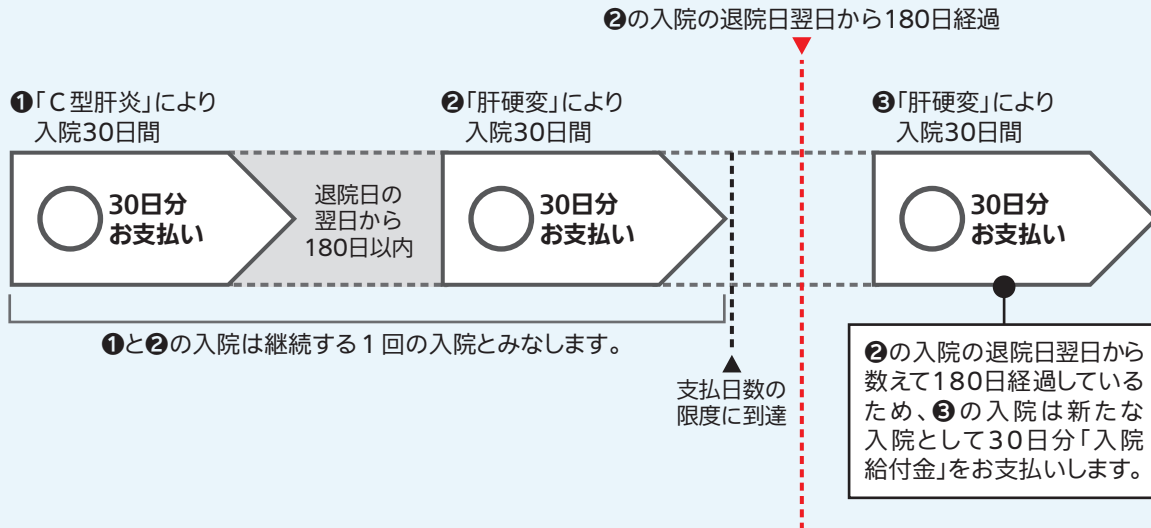 ❷の入院の退院日翌日から180日経過
❶「C型肝炎」により
入院30日間
❷「肝硬変」により
入院30日間
❸「肝硬変」により
入院30日間
30日分
お支払い
退院日の
翌日から
180日以内
30日分
お支払い
30日分
お支払い
❶と❷の入院は継続する1回の入院とみなします。
支払日数の
限度に到達
❷の入院の退院日翌日から
数えて180日経過している
ため、❸の入院は新たな
入院として30日分「入院
給付金」をお支払いします。